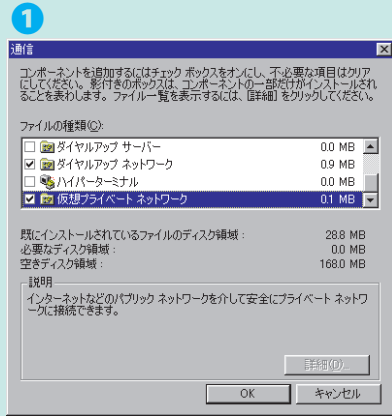 1
通信
コンポーネントを追加するにはチェック ボックスをオンにし、不必要な項目はクリア
にしてください。影付きのボックスは、コンポーネントの一部だけがインストールされ
ることを表わします。ファイル一覧を表示するには、[詳細] をクリックしてください。
ファイルの種類(C):
ダイヤルアップ サーバー 0.0 MB
ダイヤルアップ ネットワーク 0.9 MB
ハイパーターミナル 0.0 MB
仮想プライベート ネットワーク 0.1 MB
既にインストールされているファイルのディスク領域 : 28.8 MB
必要なディスク領域 : 0.0 MB
空きディスク領域 : 168.0 MB
説明
インターネットなどのパブリック ネットワークを介して安全にプライベート ネットワ
ークに接続できます。
詳細(D)...
OK キャンセル